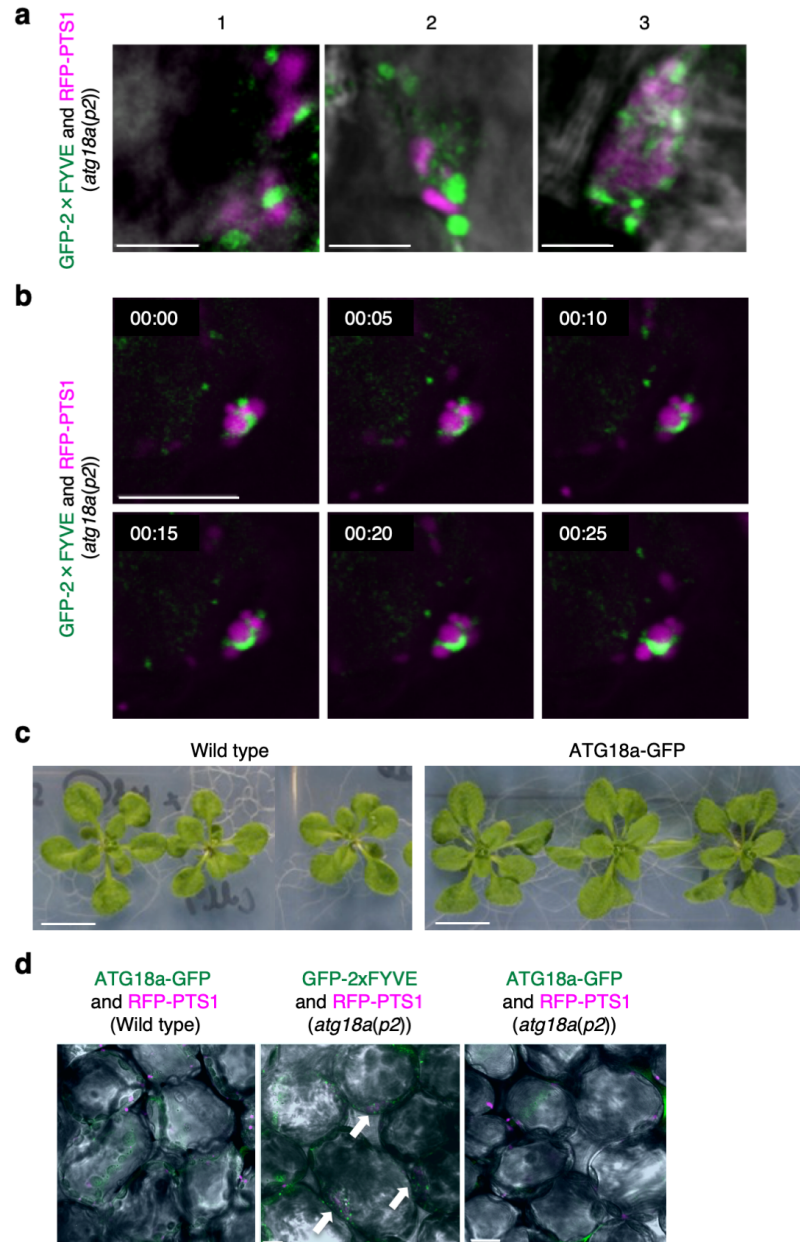 a
1
2
3
GFP-2×FYVE and RFP-PTS1
(atg18a(p2))
b
00:00
00:05
00:10
GFP-2×FYVE and RFP-PTS1
(atg18a(p2))
00:15
00:20
00:25
c
Wild type
ATG18a-GFP
d
ATG18a-GFP
and RFP-PTS1
(Wild type)
GFP-2xFYVE
and RFP-PTS1
(atg18a(p2))
ATG18a-GFP
and RFP-PTS1
(atg18a(p2))